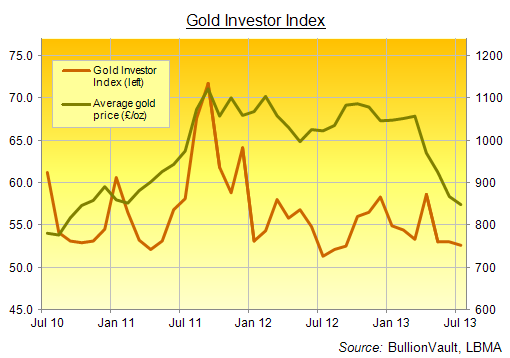 Gold Investor Index
75.0
70.0
65.0
60.0
55.0
50.0
45.0
Gold Investor
Index (left)
Average gold
price (£/oz)
1200
1100
1000
900
800
700
600
Jul 10
Jan 11
Jul 11
Jan 12
Jul 12
Jan 13
Jul 13
Source: BullionVault, LBMA